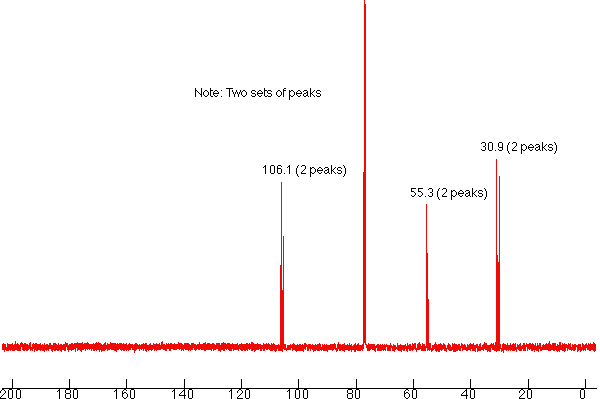 Note: Two sets of peaks
30.9 (2 peaks)
106.1 (2 peaks)
55.3 (2 peaks)
200 180 160 140 120 100 80 60 40 20 0